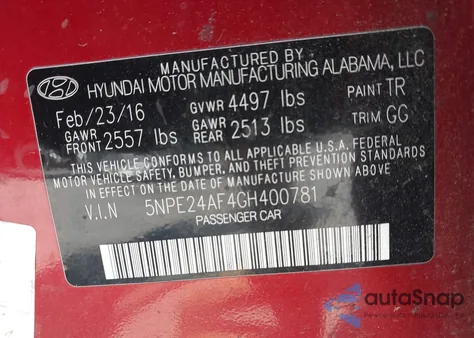 MANUFACTURED BY
HYUNDAI MOTOR MANUFACTURING ALABAMA, LLC
Feb/23/16 GVWR 4497 lbs PAINT TR
GAWR FRONT 2557 lbs GAWR REAR 2513 lbs TRIM GG
THIS VEHICLE CONFORMS TO ALL APPLICABLE U.S.A. FEDERAL
MOTOR VEHICLE SAFETY, BUMPER, AND THEFT PREVENTION STANDARDS
IN EFFECT ON THE DATE OF MANUFACTURE SHOWN ABOVE.
V.I.N 5NPE24AF4GH400781
PASSENGER CAR
autoSnap